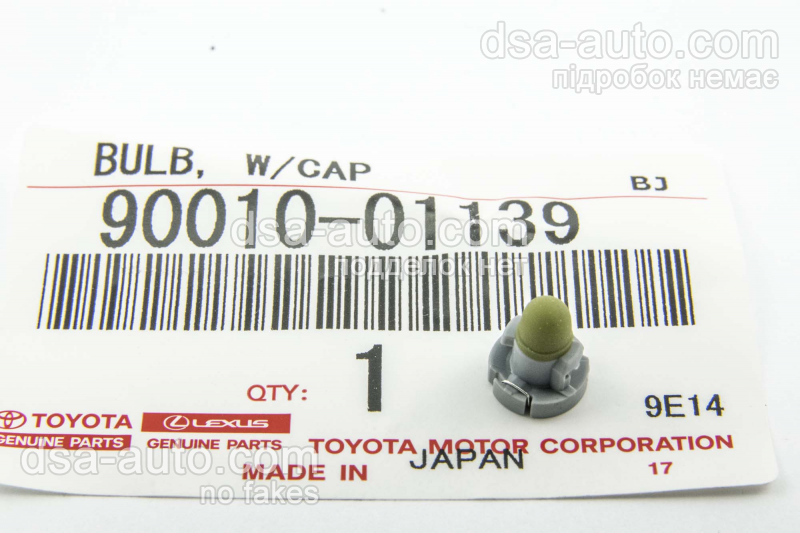 dsa-auto.com
підробок немає
BULB, W/CAP
BJ
90010-01139
dsa-auto.com
подделок нет
QTY: 1
9E14
TOYOTA
GENUINE PARTS
LEXUS
GENUINE PARTS
TOYOTA MOTOR CORPORATION
MADE IN JAPAN
17
dsa-auto.com
no fakes